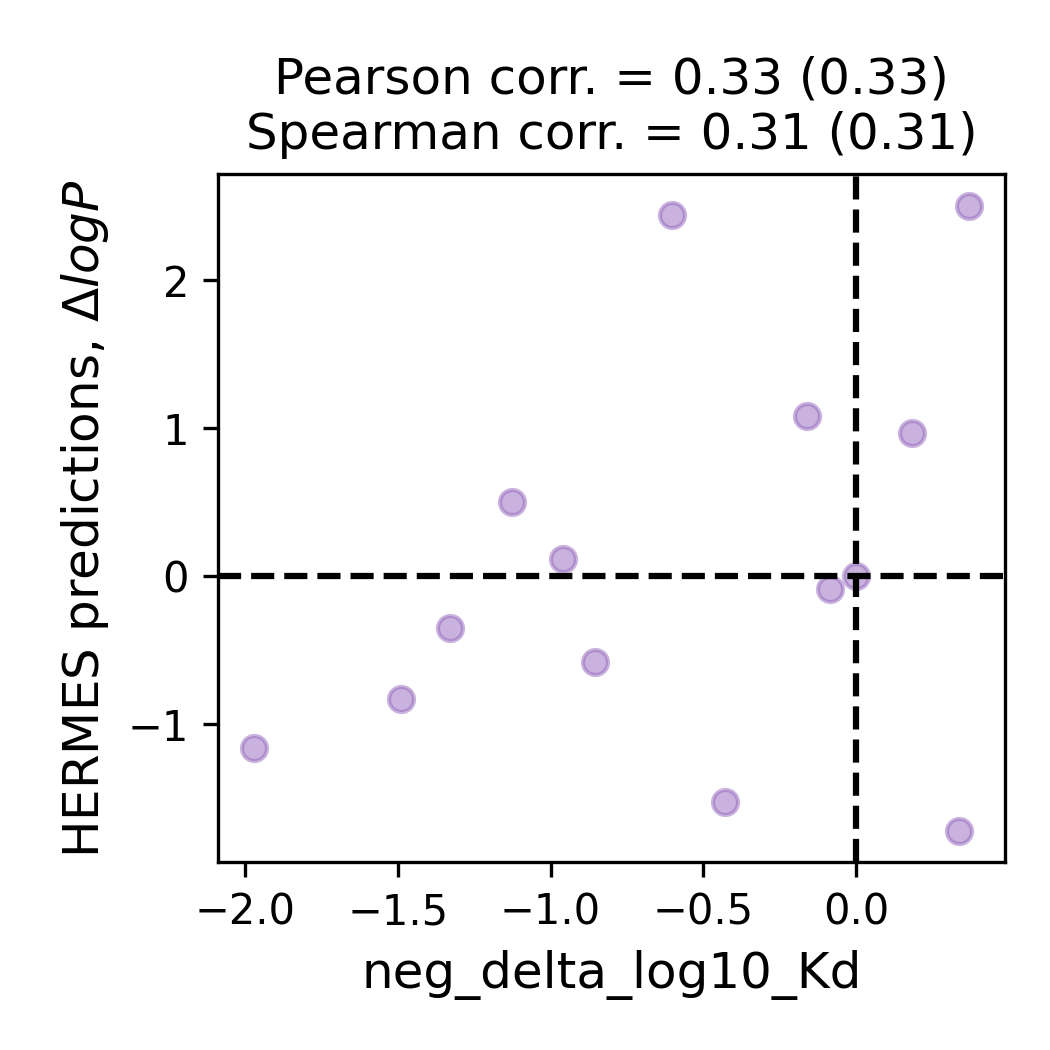 Pearson corr. = 0.33 (0.33)
Spearman corr. = 0.31 (0.31)
HERMES predictions, ΔlogP
2
1
0
−1
−2.0
−1.5
−1.0
−0.5
0.0
neg_delta_log10_Kd